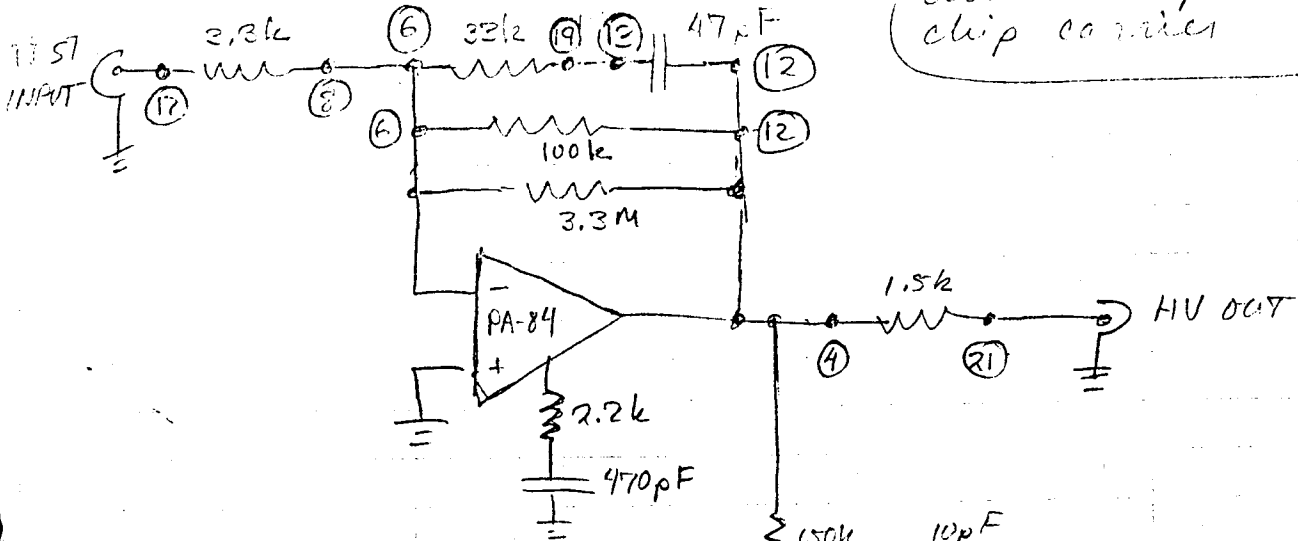 chip carrier
3.3k
6
33k
19
13
47pF
12
INPUT
17
8
6
100k
12
3.3M
PA-84
-
+
1.5k
HV OUT
4
21
2.2k
470pF
150k
10pF